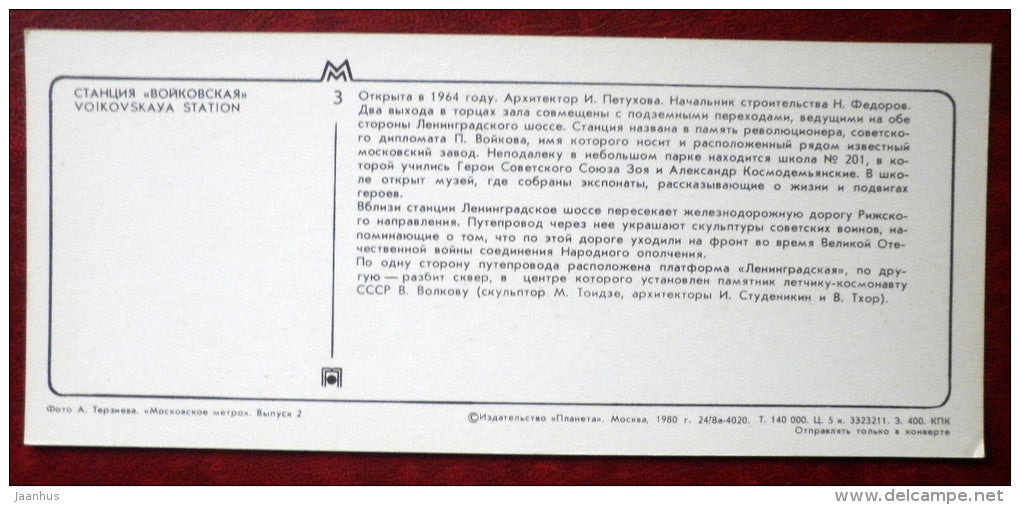 СТАНЦИЯ «ВОЙКОВСКАЯ»
VOIKOVSKAYA STATION
3
Открыта в 1964 году. Архитектор И. Петухова. Начальник строительства Н. Федоров.
Два выхода в торцах зала совмещены с подземными переходами, ведущими на обе
стороны Ленинградского шоссе. Станция названа в память революционера, советско-
го дипломата П. Войкова, имя которого носит и расположенный рядом известный
московский завод. Неподалеку в небольшом парке находится школа № 201, в ко-
торой учились Герои Советского Союза Зоя и Александр Космодемьянские. В шко-
ле открыт музей, где собраны экспонаты, рассказывающие о жизни и подвигах
героев.
Вблизи станции Ленинградское шоссе пересекает железнодорожную дорогу Рижско-
го направления. Путепровод через нее украшают скульптуры советских воинов, на-
поминающие о том, что по этой дороге уходили на фронт во время Великой Оте-
чественной войны соединения Народного ополчения.
По одну сторону путепровода расположена платформа «Ленинградская», по дру-
гую — разбит сквер, в центре которого установлен памятник летчику-космонавту
СССР В. Волкову (скульптор М. Тоидзе, архитекторы И. Студеникин и В. Тхор).
Фото А. Терзиева. «Московское метро». Выпуск 2
©Издательство «Планета». Москва, 1980 г. 24/8а-4020. Т. 140 000. Ц. 5 к. 3323211. З. 400. КПК
Отправлять только в конверте
Jaanhus
www.delcampe.net